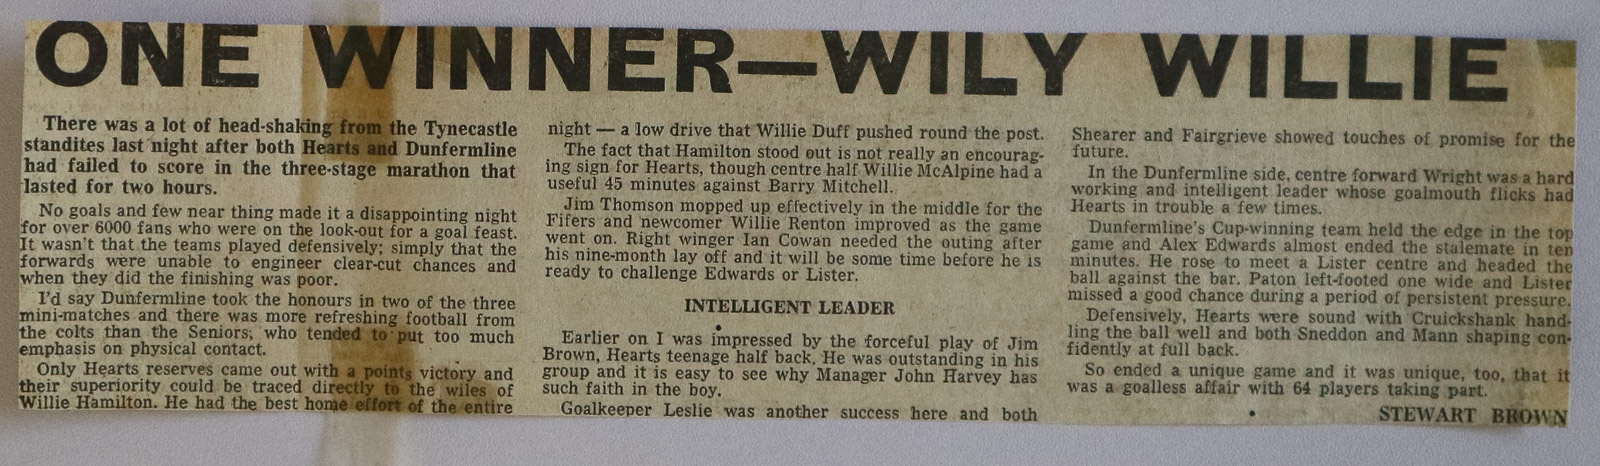 ONE WINNER—WILY WILLIE
There was a lot of head-shaking from the Tynecastle
standites last night after both Hearts and Dunfermline
had failed to score in the three-stage marathon that
lasted for two hours.
No goals and few near thing made it a disappointing night
for over 6000 fans who were on the look-out for a goal feast.
It wasn't that the teams played defensively; simply that the
forwards were unable to engineer clear-cut chances and
when they did the finishing was poor.
I'd say Dunfermline took the honours in two of the three
mini-matches and there was more refreshing football from
the colts than the Seniors; who tended to put too much
emphasis on physical contact.
Only Hearts reserves came out with a points victory and
their superiority could be traced directly to the wiles of
Willie Hamilton. He had the best home effort of the entire
night — a low drive that Willie Duff pushed round the post.
The fact that Hamilton stood out is not really an encourag-
ing sign for Hearts, though centre half Willie McAlpine had a
useful 45 minutes against Barry Mitchell.
Jim Thomson mopped up effectively in the middle for the
Fifers and newcomer Willie Renton improved as the game
went on. Right winger Ian Cowan needed the outing after
his nine-month lay off and it will be some time before he is
ready to challenge Edwards or Lister.
INTELLIGENT LEADER
Earlier on I was impressed by the forceful play of Jim
Brown, Hearts teenage half back. He was outstanding in his
group and it is easy to see why Manager John Harvey has
such faith in the boy.
Goalkeeper Leslie was another success here and both
Shearer and Fairgrieve showed touches of promise for the
future.
In the Dunfermline side, centre forward Wright was a hard
working and intelligent leader whose goalmouth flicks had
Hearts in trouble a few times.
Dunfermline's Cup-winning team held the edge in the top
game and Alex Edwards almost ended the stalemate in ten
minutes. He rose to meet a Lister centre and headed the
ball against the bar. Paton left-footed one wide and Lister
missed a good chance during a period of persistent pressure.
Defensively, Hearts were sound with Cruickshank hand-
ling the ball well and both Sneddon and Mann shaping con-
fidently at full back.
So ended a unique game and it was unique, too, that it
was a goalless affair with 64 players taking part.
STEWART BROWN